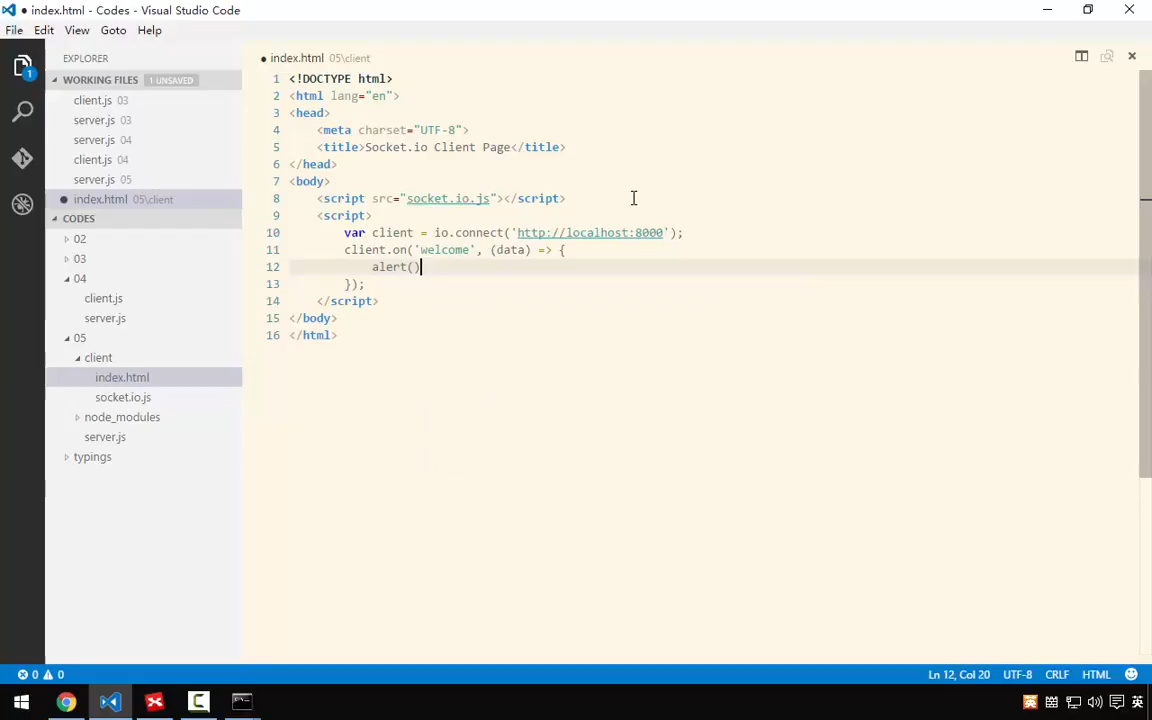 index.html - Codes - Visual Studio Code
File Edit View Goto Help
EXPLORER
WORKING FILES 1 UNSAVED
client.js 03
server.js 03
server.js 04
client.js 04
server.js 05
index.html 05\client
CODES
02
03
04
client.js
server.js
05
client
index.html
socket.io.js
node_modules
server.js
typings
1
index.html 05\client
1 <!DOCTYPE html>
2 <html lang="en">
3 <head>
4 <meta charset="UTF-8">
5 <title>Socket.io Client Page</title>
6 </head>
7 <body>
8 <script src="socket.io.js"></script>
9 <script>
10 var client = io.connect('http://localhost:8000');
11 client.on('welcome', (data) => {
12 alert()
13 });
14 </script>
15 </body>
16 </html>
0 0 Ln 12, Col 20 UTF-8 CRLF HTML
英 英